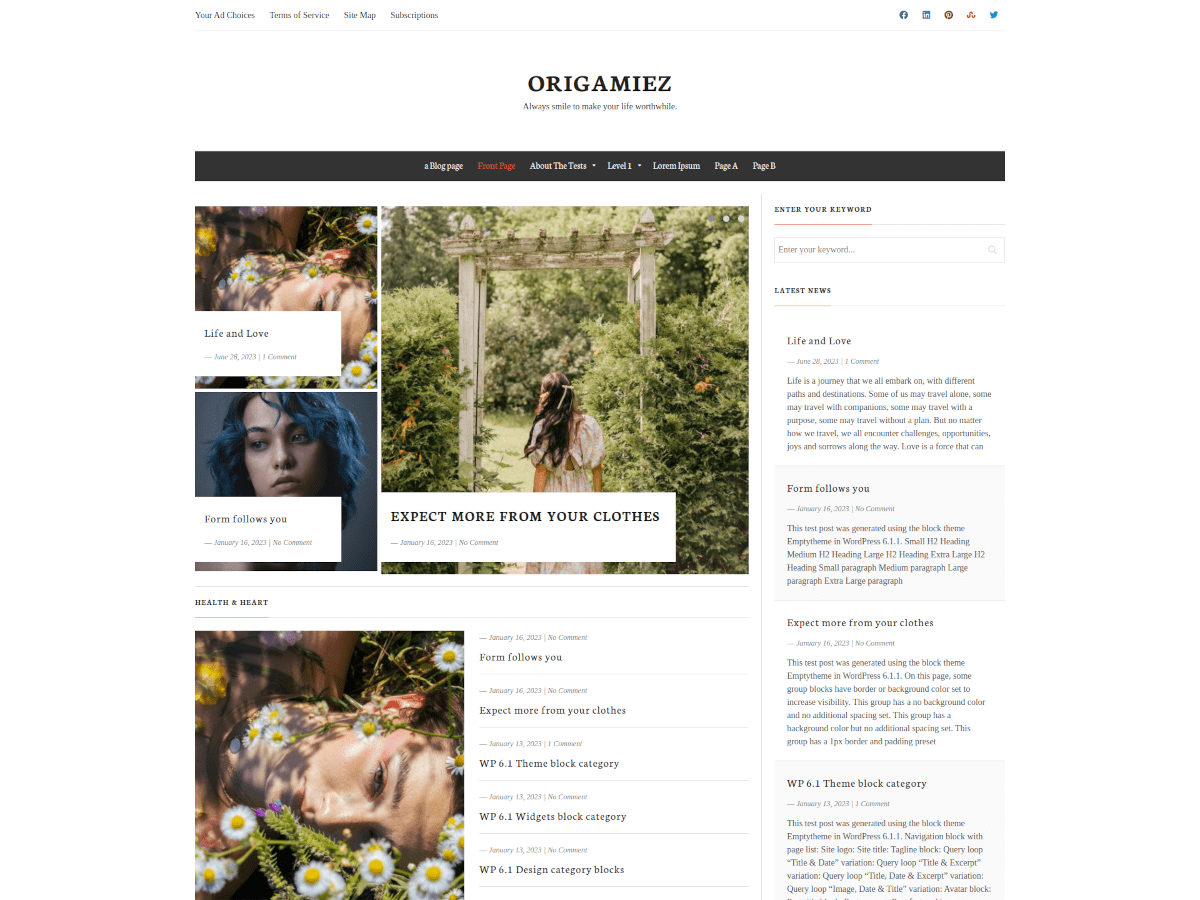 Your Ad Choices Terms of Service Site Map Subscriptions
ORIGAMIEZ
Always smile to make your life worthwhile.
a Blog page Front Page About The Tests Level 1 Lorem Ipsum Page A Page B
Life and Love
— June 28, 2023 | 1 Comment
Form follows you
— January 16, 2023 | No Comment
EXPECT MORE FROM YOUR CLOTHES
— January 16, 2023 | No Comment
HEALTH & HEART
— January 16, 2023 | No Comment
Form follows you
— January 16, 2023 | No Comment
Expect more from your clothes
— January 13, 2023 | 1 Comment
WP 6.1 Theme block category
— January 13, 2023 | No Comment
WP 6.1 Widgets block category
— January 13, 2023 | No Comment
WP 6.1 Design category blocks
ENTER YOUR KEYWORD
Enter your keyword...
LATEST NEWS
Life and Love
— June 28, 2023 | 1 Comment
Life is a journey that we all embark on, with different
paths and destinations. Some of us may travel alone, some
may travel with companions, some may travel with a
purpose, some may travel without a plan. But no matter
how we travel, we all encounter challenges, opportunities,
joys and sorrows along the way. Love is a force that can
Form follows you
— January 16, 2023 | No Comment
This test post was generated using the block theme
Emptytheme in WordPress 6.1.1. Small H2 Heading
Medium H2 Heading Large H2 Heading Extra Large H2
Heading Small paragraph Medium paragraph Large
paragraph Extra Large paragraph
Expect more from your clothes
— January 16, 2023 | No Comment
This test post was generated using the block theme
Emptytheme in WordPress 6.1.1. On this page, some
group blocks have border or background color set to
increase visibility. This group has a no background color
and no additional spacing set. This group has a
background color but no additional spacing set. This
group has a 1px border and padding preset
WP 6.1 Theme block category
— January 13, 2023 | 1 Comment
This test post was generated using the block theme
Emptytheme in WordPress 6.1.1. Navigation block with
page list: Site logo: Site title: Tagline block: Query loop
“Title & Date” variation: Query loop “Title & Excerpt”
variation: Query loop “Title, Date & Excerpt” variation:
Query loop “Image, Date & Title” variation: Avatar block: